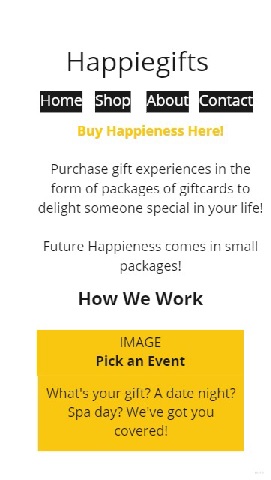 Happiegifts
Home Shop About Contact
Buy Happieness Here!
Purchase gift experiences in the
form of packages of giftcards to
delight someone special in your life!
Future Happieness comes in small
packages!
How We Work
IMAGE
Pick an Event
What's your gift? A date night?
Spa day? We've got you
covered!